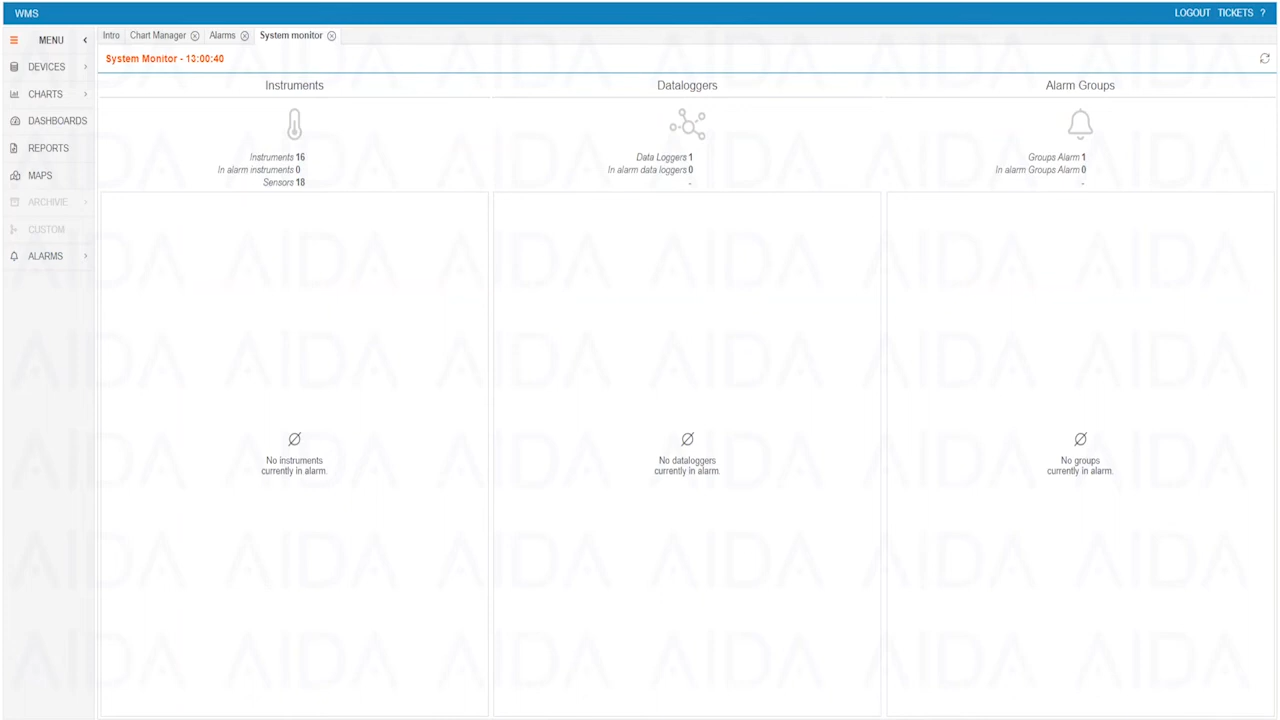 WMS
LOGOUT TICKETS ?
MENU
Intro
Chart Manager
Alarms
System monitor
DEVICES
CHARTS
DASHBOARDS
REPORTS
MAPS
ARCHIVIE
CUSTOM
ALARMS
System Monitor - 13:00:40
Instruments
Instruments 16
In alarm instruments 0
Sensors 18
No instruments
currently in alarm.
Dataloggers
Data Loggers 1
In alarm data loggers 0
-
No dataloggers
currently in alarm.
Alarm Groups
Groups Alarm 1
In alarm Groups Alarm 0
-
No groups
currently in alarm.
AIDA